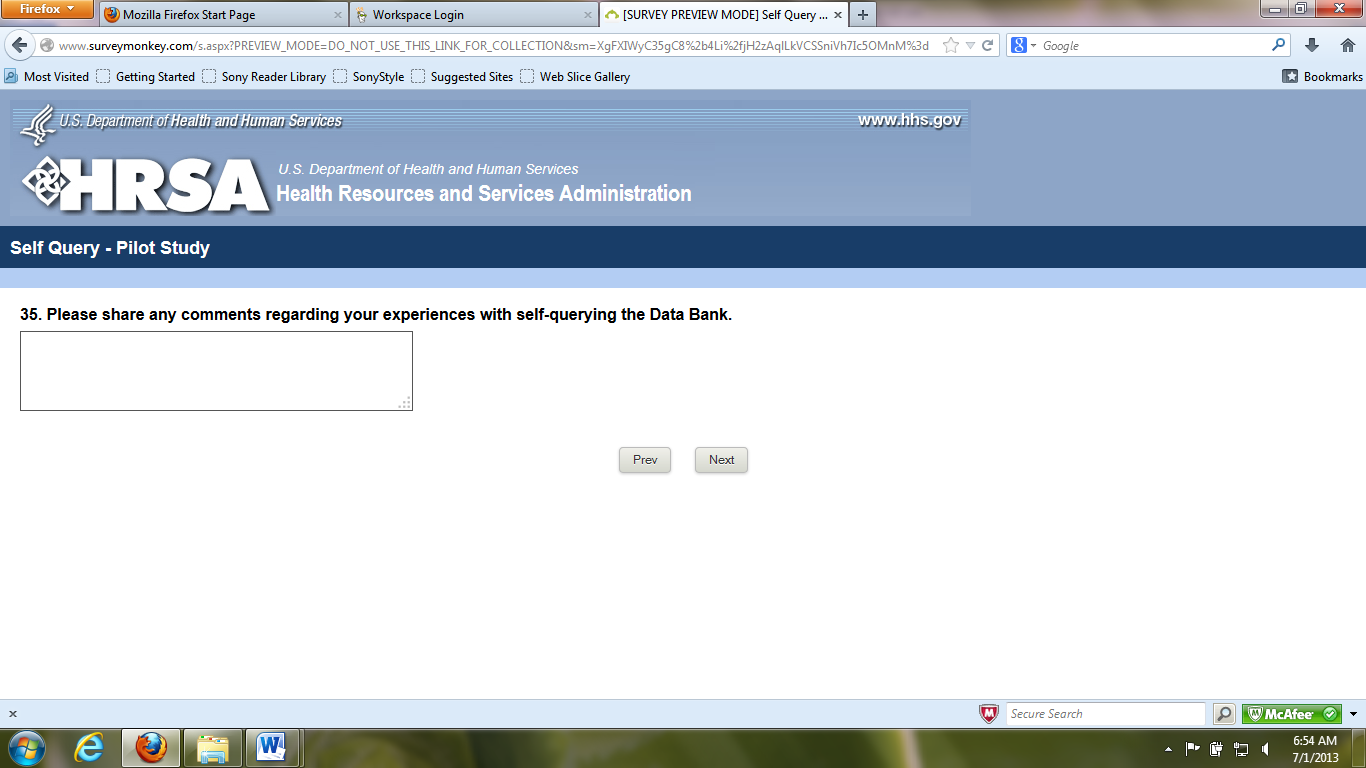 Firefox
Mozilla Firefox Start Page
Workspace Login
[SURVEY PREVIEW MODE] Self Query ...
www.surveymonkey.com/s.aspx?PREVIEW_MODE=DO_NOT_USE_THIS_LINK_FOR_COLLECTION&sm=XgFXIWyC35gC8%2b4Li%2fjH2zAqILkVCSSniVh7Ic5OMnM%3d
Google
Most Visited
Getting Started
Sony Reader Library
SonyStyle
Suggested Sites
Web Slice Gallery
Bookmarks
U.S. Department of Health and Human Services
www.hhs.gov
HRSA
U.S. Department of Health and Human Services
Health Resources and Services Administration
Self Query - Pilot Study
35. Please share any comments regarding your experiences with self-querying the Data Bank.
Prev
Next
Secure Search
McAfee
6:54 AM
7/1/2013